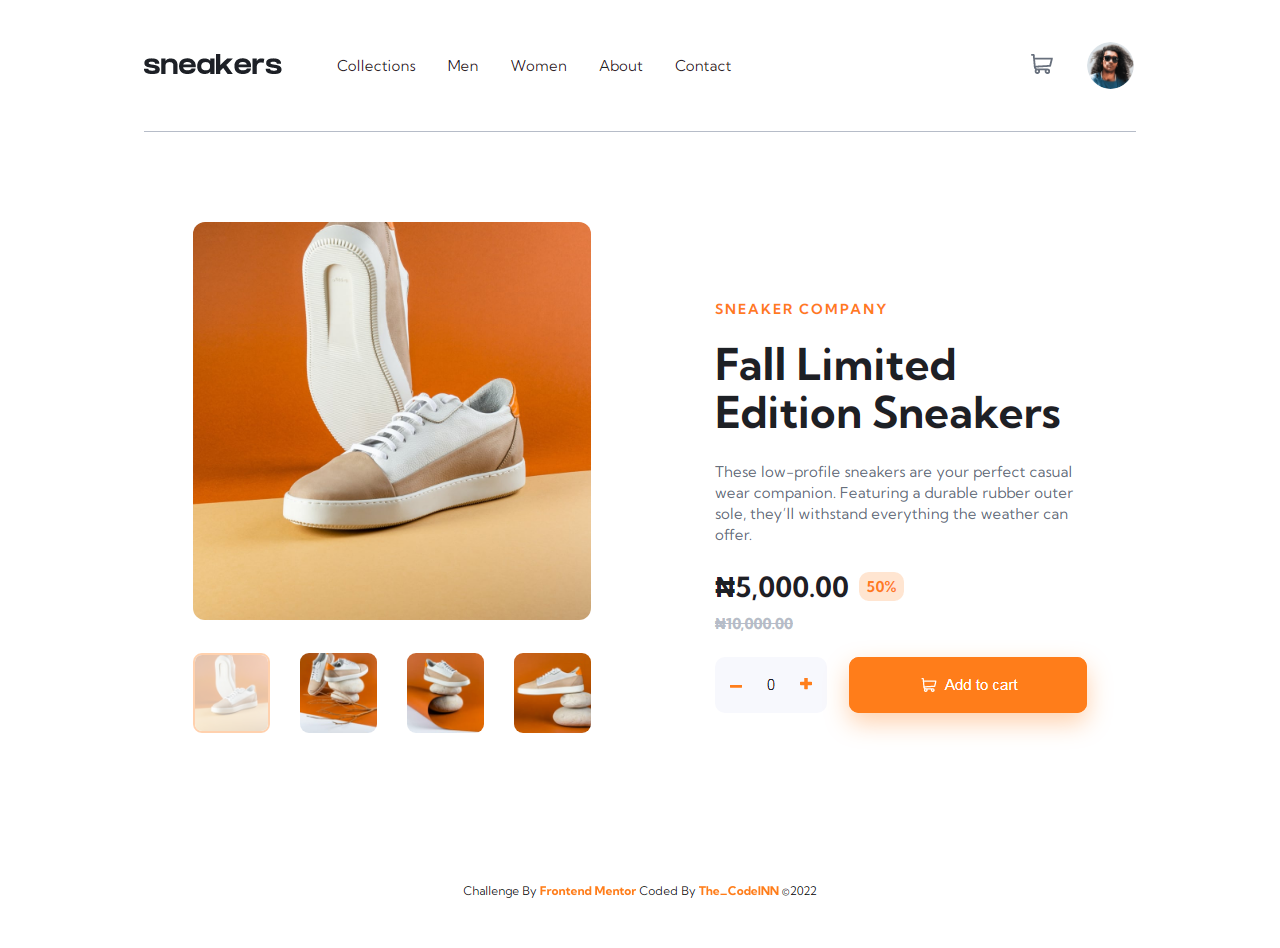 sneakers Collections Men Women About Contact
SNEAKER COMPANY
Fall Limited
Edition Sneakers
These low-profile sneakers are your perfect casual
wear companion. Featuring a durable rubber outer
sole, they'll withstand everything the weather can
offer.
₦5,000.00 50%
₦10,000.00
0 Add to cart
Challenge By Frontend Mentor Coded By The_CodeINN ©2022